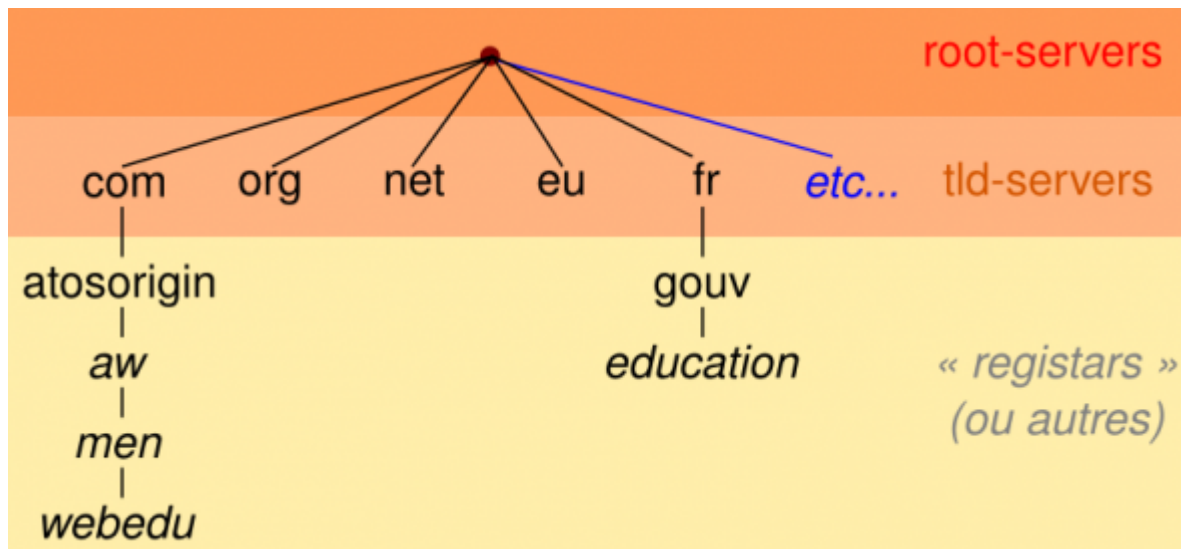 root-servers
com org net eu fr etc... tld-servers
atosorigin gouv
aw education « registars »
(ou autres)
men
webedu